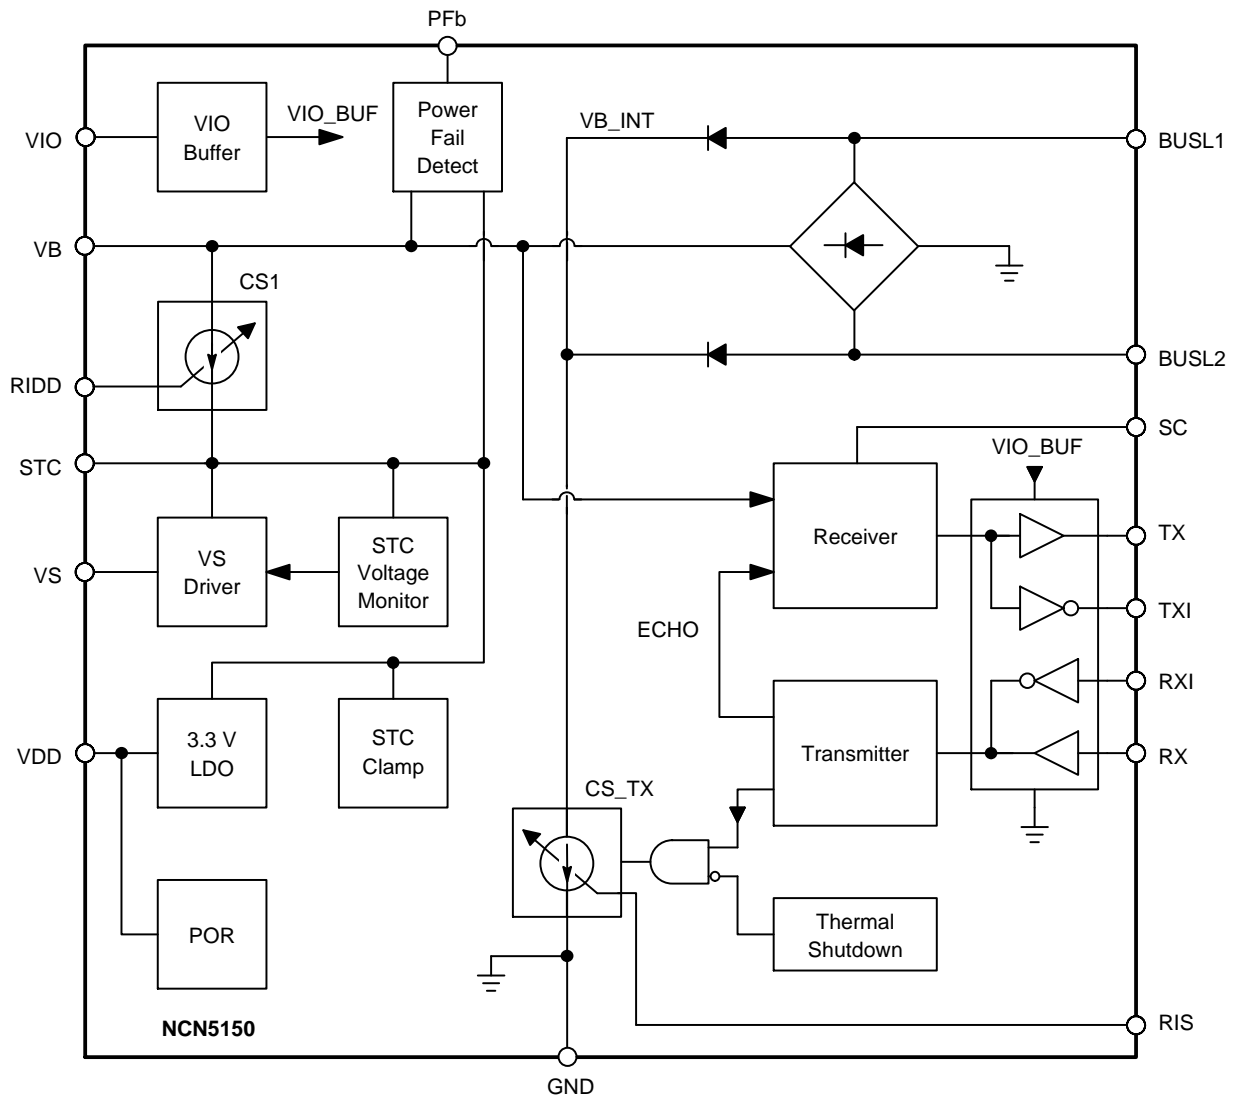 PFb
VIO
VIO
Buffer
VIO_BUF
Power
Fail
Detect
VB_INT
BUSL1
VB
CS1
RIDD
BUSL2
STC
SC
VIO_BUF
VS
VS
Driver
STC
Voltage
Monitor
Receiver
TX
TXI
ECHO
RXI
VDD
3.3 V
LDO
STC
Clamp
Transmitter
RX
CS_TX
POR
Thermal
Shutdown
NCN5150
RIS
GND